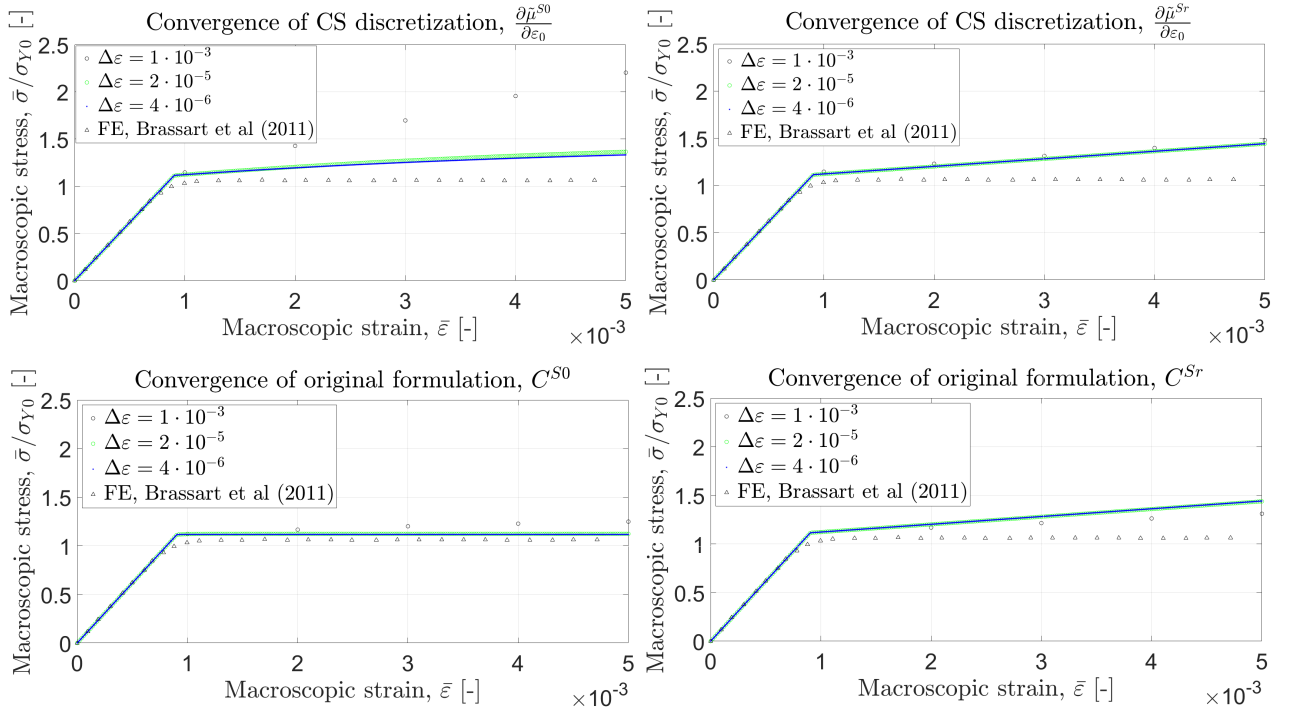 Convergence of CS discretization, ∂μ̃^{S0}/∂ε₀
Macroscopic stress, σ̄/σ_{Y0} [-]
2.5
2
1.5
1
0.5
0
Δε = 1 · 10⁻³
Δε = 2 · 10⁻⁵
Δε = 4 · 10⁻⁶
FE, Brassart et al (2011)
0 1 2 3 4 5
Macroscopic strain, ε̄ [-]
×10⁻³
Convergence of CS discretization, ∂μ̃^{Sr}/∂ε₀
Macroscopic stress, σ̄/σ_{Y0} [-]
2.5
2
1.5
1
0.5
0
Δε = 1 · 10⁻³
Δε = 2 · 10⁻⁵
Δε = 4 · 10⁻⁶
FE, Brassart et al (2011)
0 1 2 3 4 5
Macroscopic strain, ε̄ [-]
×10⁻³
Convergence of original formulation, C^{S0}
Macroscopic stress, σ̄/σ_{Y0} [-]
2.5
2
1.5
1
0.5
0
Δε = 1 · 10⁻³
Δε = 2 · 10⁻⁵
Δε = 4 · 10⁻⁶
FE, Brassart et al (2011)
0 1 2 3 4 5
Macroscopic strain, ε̄ [-]
×10⁻³
Convergence of original formulation, C^{Sr}
Macroscopic stress, σ̄/σ_{Y0} [-]
2.5
2
1.5
1
0.5
0
Δε = 1 · 10⁻³
Δε = 2 · 10⁻⁵
Δε = 4 · 10⁻⁶
FE, Brassart et al (2011)
0 1 2 3 4 5
Macroscopic strain, ε̄ [-]
×10⁻³